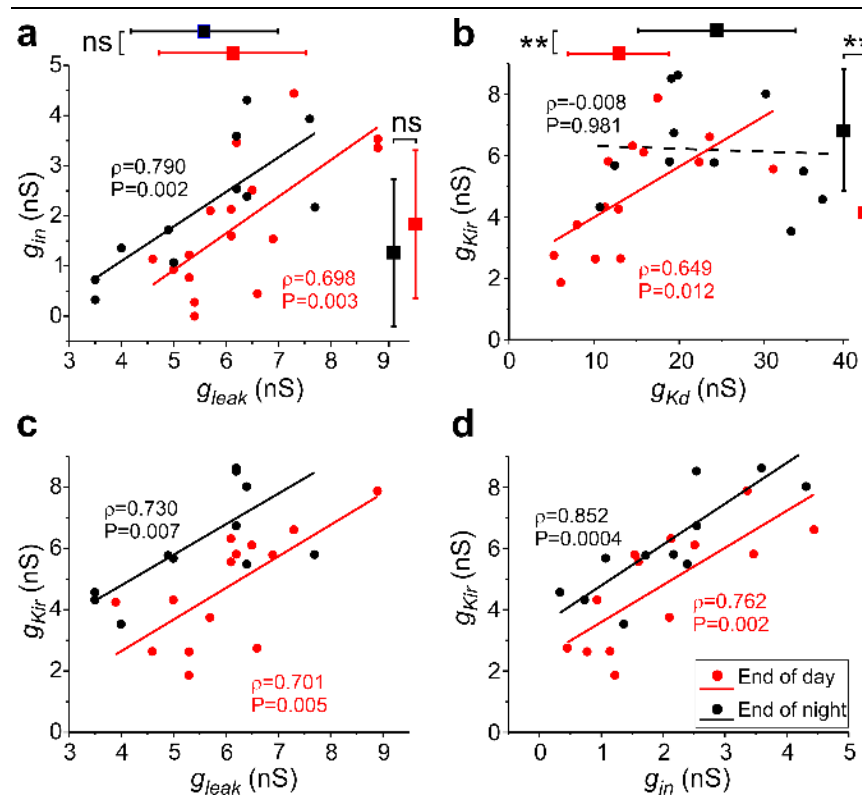 a
ns
ns
ρ=0.790
P=0.002
ρ=0.698
P=0.003
g_in (nS)
5
4
3
2
1
0
3 4 5 6 7 8 9
g_leak (nS)
b
**
**
ρ=-0.008
P=0.981
ρ=0.649
P=0.012
g_Kir (nS)
8
6
4
2
0
0 10 20 30 40
g_Kd (nS)
c
ρ=0.730
P=0.007
ρ=0.701
P=0.005
g_Kir (nS)
8
6
4
2
0
3 4 5 6 7 8 9
g_leak (nS)
d
ρ=0.852
P=0.0004
ρ=0.762
P=0.002
End of day
End of night
g_Kir (nS)
8
6
4
2
0
0 1 2 3 4 5
g_in (nS)